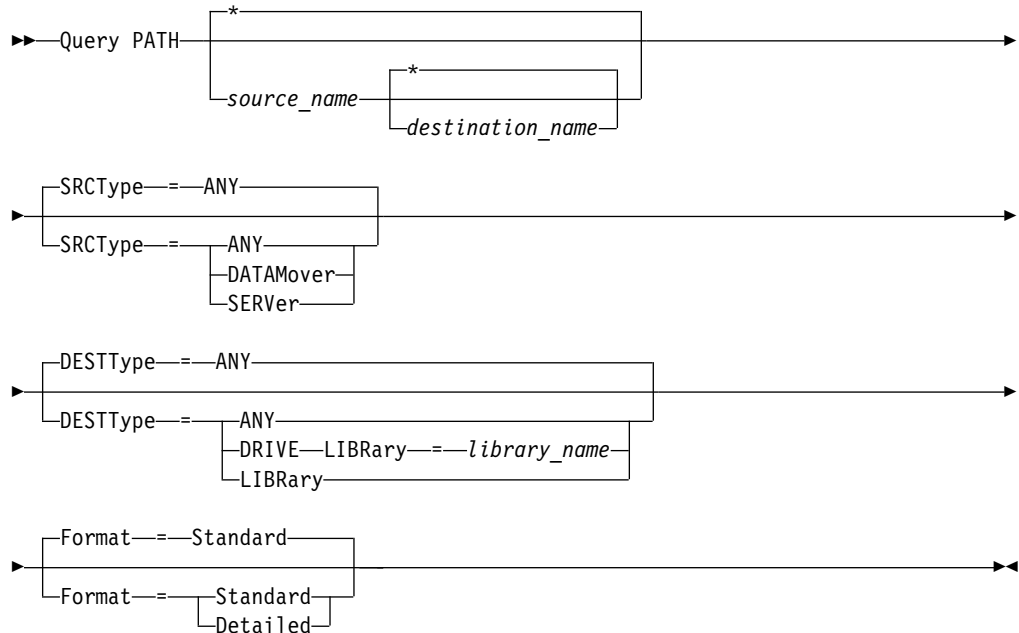 *
Query PATH
*
source_name
destination_name
SRCType = ANY
SRCType = ANY
DATAMover
SERVer
DESTType = ANY
DESTType = ANY
DRIVE LIBRary = library_name
LIBRary
Format = Standard
Format = Standard
Detailed